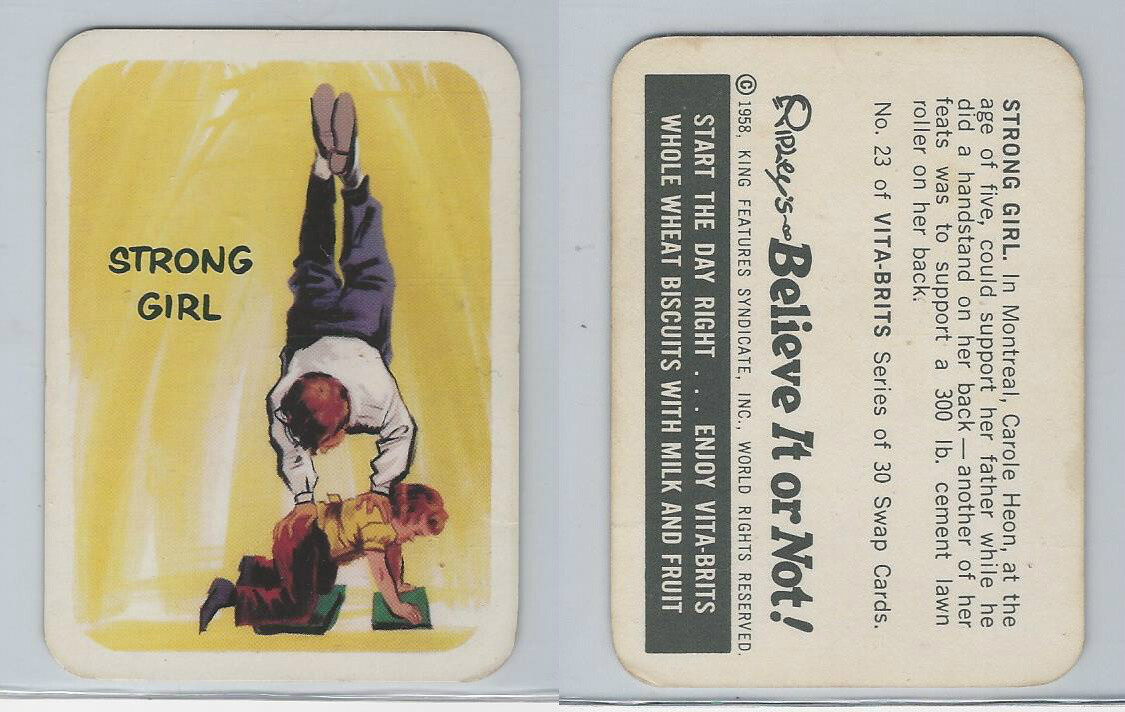 STRONG
GIRL
STRONG GIRL. In Montreal, Carole Heon, at the
age of five, could support her father while he
did a handstand on her back—another of her
feats was to support a 300 lb. cement lawn
roller on her back.
No. 23 of VITA-BRITS Series of 30 Swap Cards.
Ripley's Believe It or Not!
© 1958, KING FEATURES SYNDICATE, INC., WORLD RIGHTS RESERVED.
START THE DAY RIGHT . . . ENJOY VITA-BRITS
WHOLE WHEAT BISCUITS WITH MILK AND FRUIT